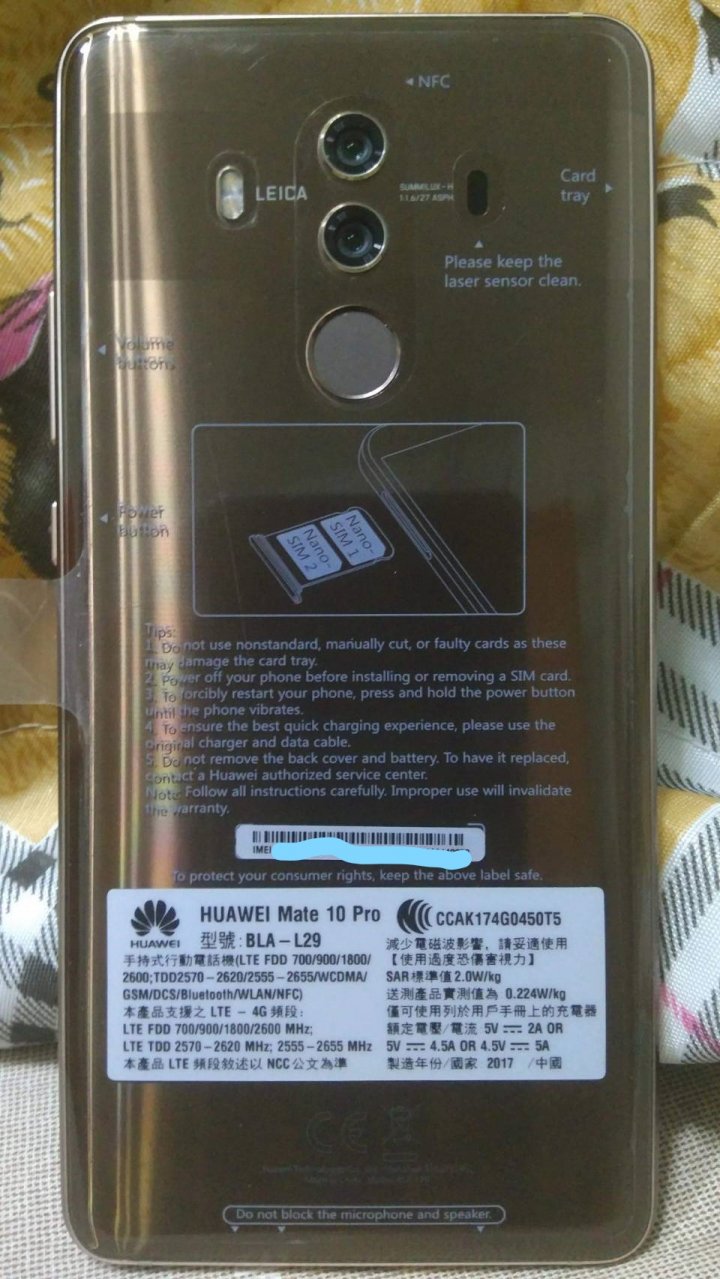 NFC
LEICA
SUMMILUX-H
1:1.6/27 ASPH.
Card
tray
Please keep the
laser sensor clean.
Volume
buttons
Power
button
Nano-
SIM 1
Nano-
SIM 2
Tips:
1. Do not use nonstandard, manually cut, or faulty cards as these
may damage the card tray.
2. Power off your phone before installing or removing a SIM card.
3. To forcibly restart your phone, press and hold the power button
until the phone vibrates.
4. To ensure the best quick charging experience, please use the
original charger and data cable.
5. Do not remove the back cover and battery. To have it replaced,
contact a Huawei authorized service center.
Note: Follow all instructions carefully. Improper use will invalidate
the warranty.
IMEI
To protect your consumer rights, keep the above label safe.
HUAWEI
HUAWEI Mate 10 Pro
型號: BLA – L29
手持式行動電話機(LTE FDD 700/900/1800/
2600;TDD2570 – 2620/2555 – 2655/WCDMA/
GSM/DCS/Bluetooth/WLAN/NFC)
本產品支援之 LTE – 4G 頻段:
LTE FDD 700/900/1800/2600 MHz;
LTE TDD 2570 – 2620 MHz; 2555 – 2655 MHz
本產品 LTE 頻段敘述以 NCC 公文為準
CCAK174G0450T5
減少電磁波影響, 請妥適使用
【使用過度恐傷害視力】
SAR 標準值 2.0W/kg
送測產品實測值為 0.224W/kg
僅可使用列於用戶手冊上的充電器
額定電壓/電流 5V ⎓ 2A OR
5V ⎓ 4.5A OR 4.5V ⎓ 5A
製造年份/國家 2017 /中國
CE
Do not block the microphone and speaker.